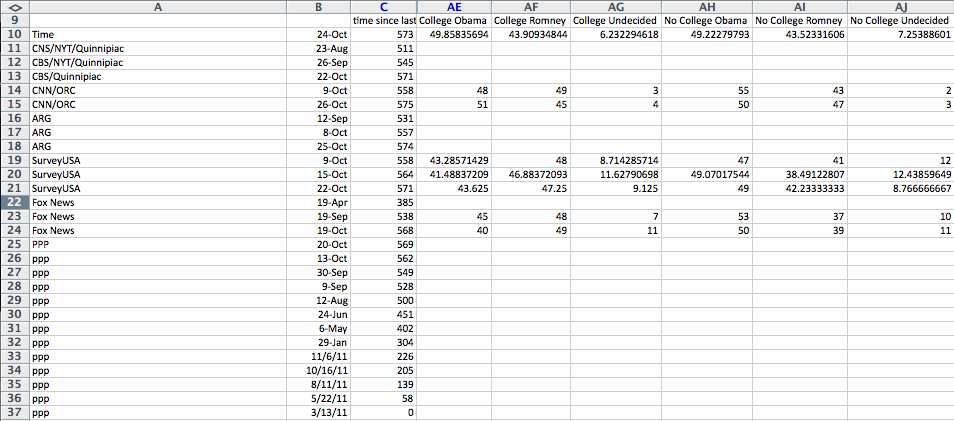 A B C AE AF AG AH AI AJ
9 time since last College Obama College Romney College Undecided No College Obama No College Romney No College Undecided
10 Time 24-Oct 573 49.85835694 43.90934844 6.232294618 49.22279793 43.52331606 7.25388601
11 CNS/NYT/Quinnipiac 23-Aug 511
12 CBS/NYT/Quinnipiac 26-Sep 545
13 CBS/Quinnipiac 22-Oct 571
14 CNN/ORC 9-Oct 558 48 49 3 55 43 2
15 CNN/ORC 26-Oct 575 51 45 4 50 47 3
16 ARG 12-Sep 531
17 ARG 8-Oct 557
18 ARG 25-Oct 574
19 SurveyUSA 9-Oct 558 43.28571429 48 8.714285714 47 41 12
20 SurveyUSA 15-Oct 564 41.48837209 46.88372093 11.62790698 49.07017544 38.49122807 12.43859649
21 SurveyUSA 22-Oct 571 43.625 47.25 9.125 49 42.23333333 8.766666667
22 Fox News 19-Apr 385
23 Fox News 19-Sep 538 45 48 7 53 37 10
24 Fox News 19-Oct 568 40 49 11 50 39 11
25 PPP 20-Oct 569
26 ppp 13-Oct 562
27 ppp 30-Sep 549
28 ppp 9-Sep 528
29 ppp 12-Aug 500
30 ppp 24-Jun 451
31 ppp 6-May 402
32 ppp 29-Jan 304
33 ppp 11/6/11 226
34 ppp 10/16/11 205
35 ppp 8/11/11 139
36 ppp 5/22/11 58
37 ppp 3/13/11 0